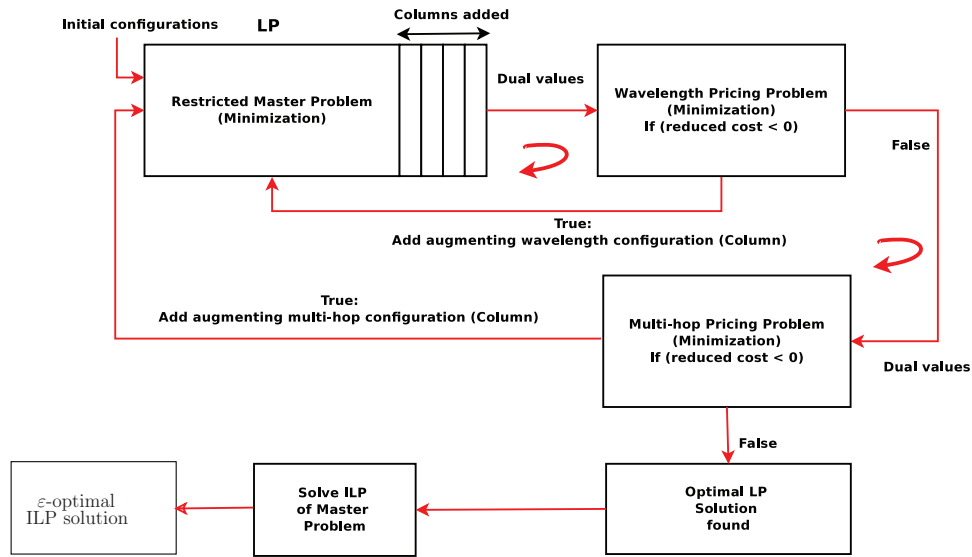 Initial configurations
LP
Columns added
Restricted Master Problem
(Minimization)
Dual values
Wavelength Pricing Problem
(Minimization)
If (reduced cost < 0)
False
True:
Add augmenting wavelength configuration (Column)
True:
Add augmenting multi-hop configuration (Column)
Multi-hop Pricing Problem
(Minimization)
If (reduced cost < 0)
Dual values
False
Optimal LP
Solution
found
Solve ILP
of Master
Problem
ε-optimal
ILP solution